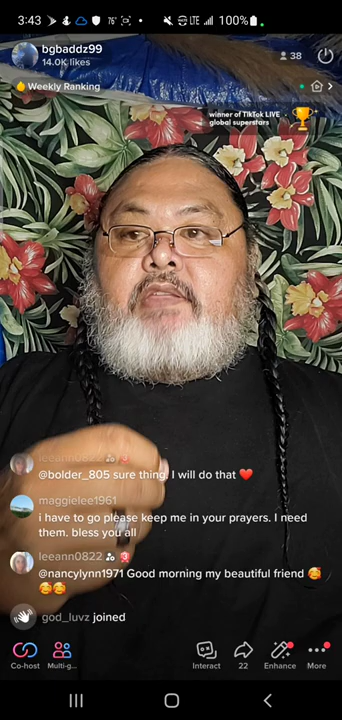 3:43
76°
LTE
100%
bgbaddz99
14.0K likes
38
Weekly Ranking
winner of TikTok LIVE
global superstars
leeann0822
@bolder_805 sure thing, I will do that ❤️
maggielee1961
i have to go please keep me in your prayers. I need
them. bless you all
leeann0822
@nancylynn1971 Good morning my beautiful friend 🥰
🥰🥰
👋 god_luvz joined
Co-host
Multi-g...
Interact
22
Enhance
More